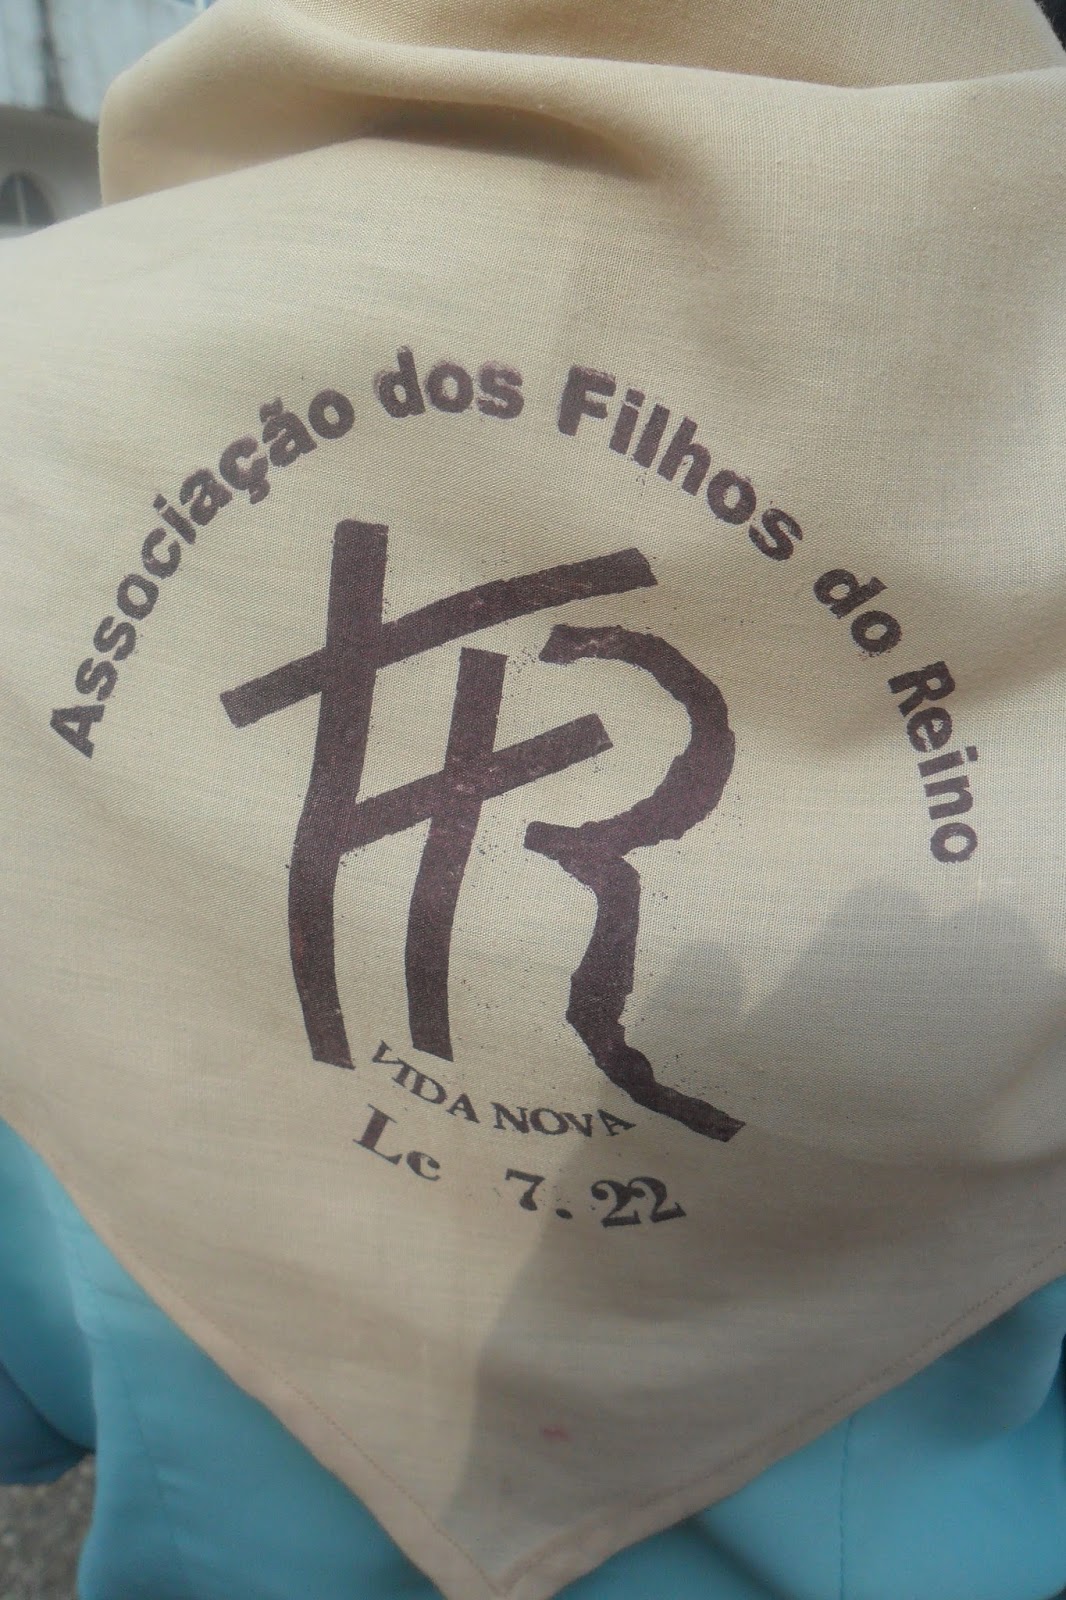 Associação dos Filhos do Reino
FR
VIDA NOVA
Lc 7.22